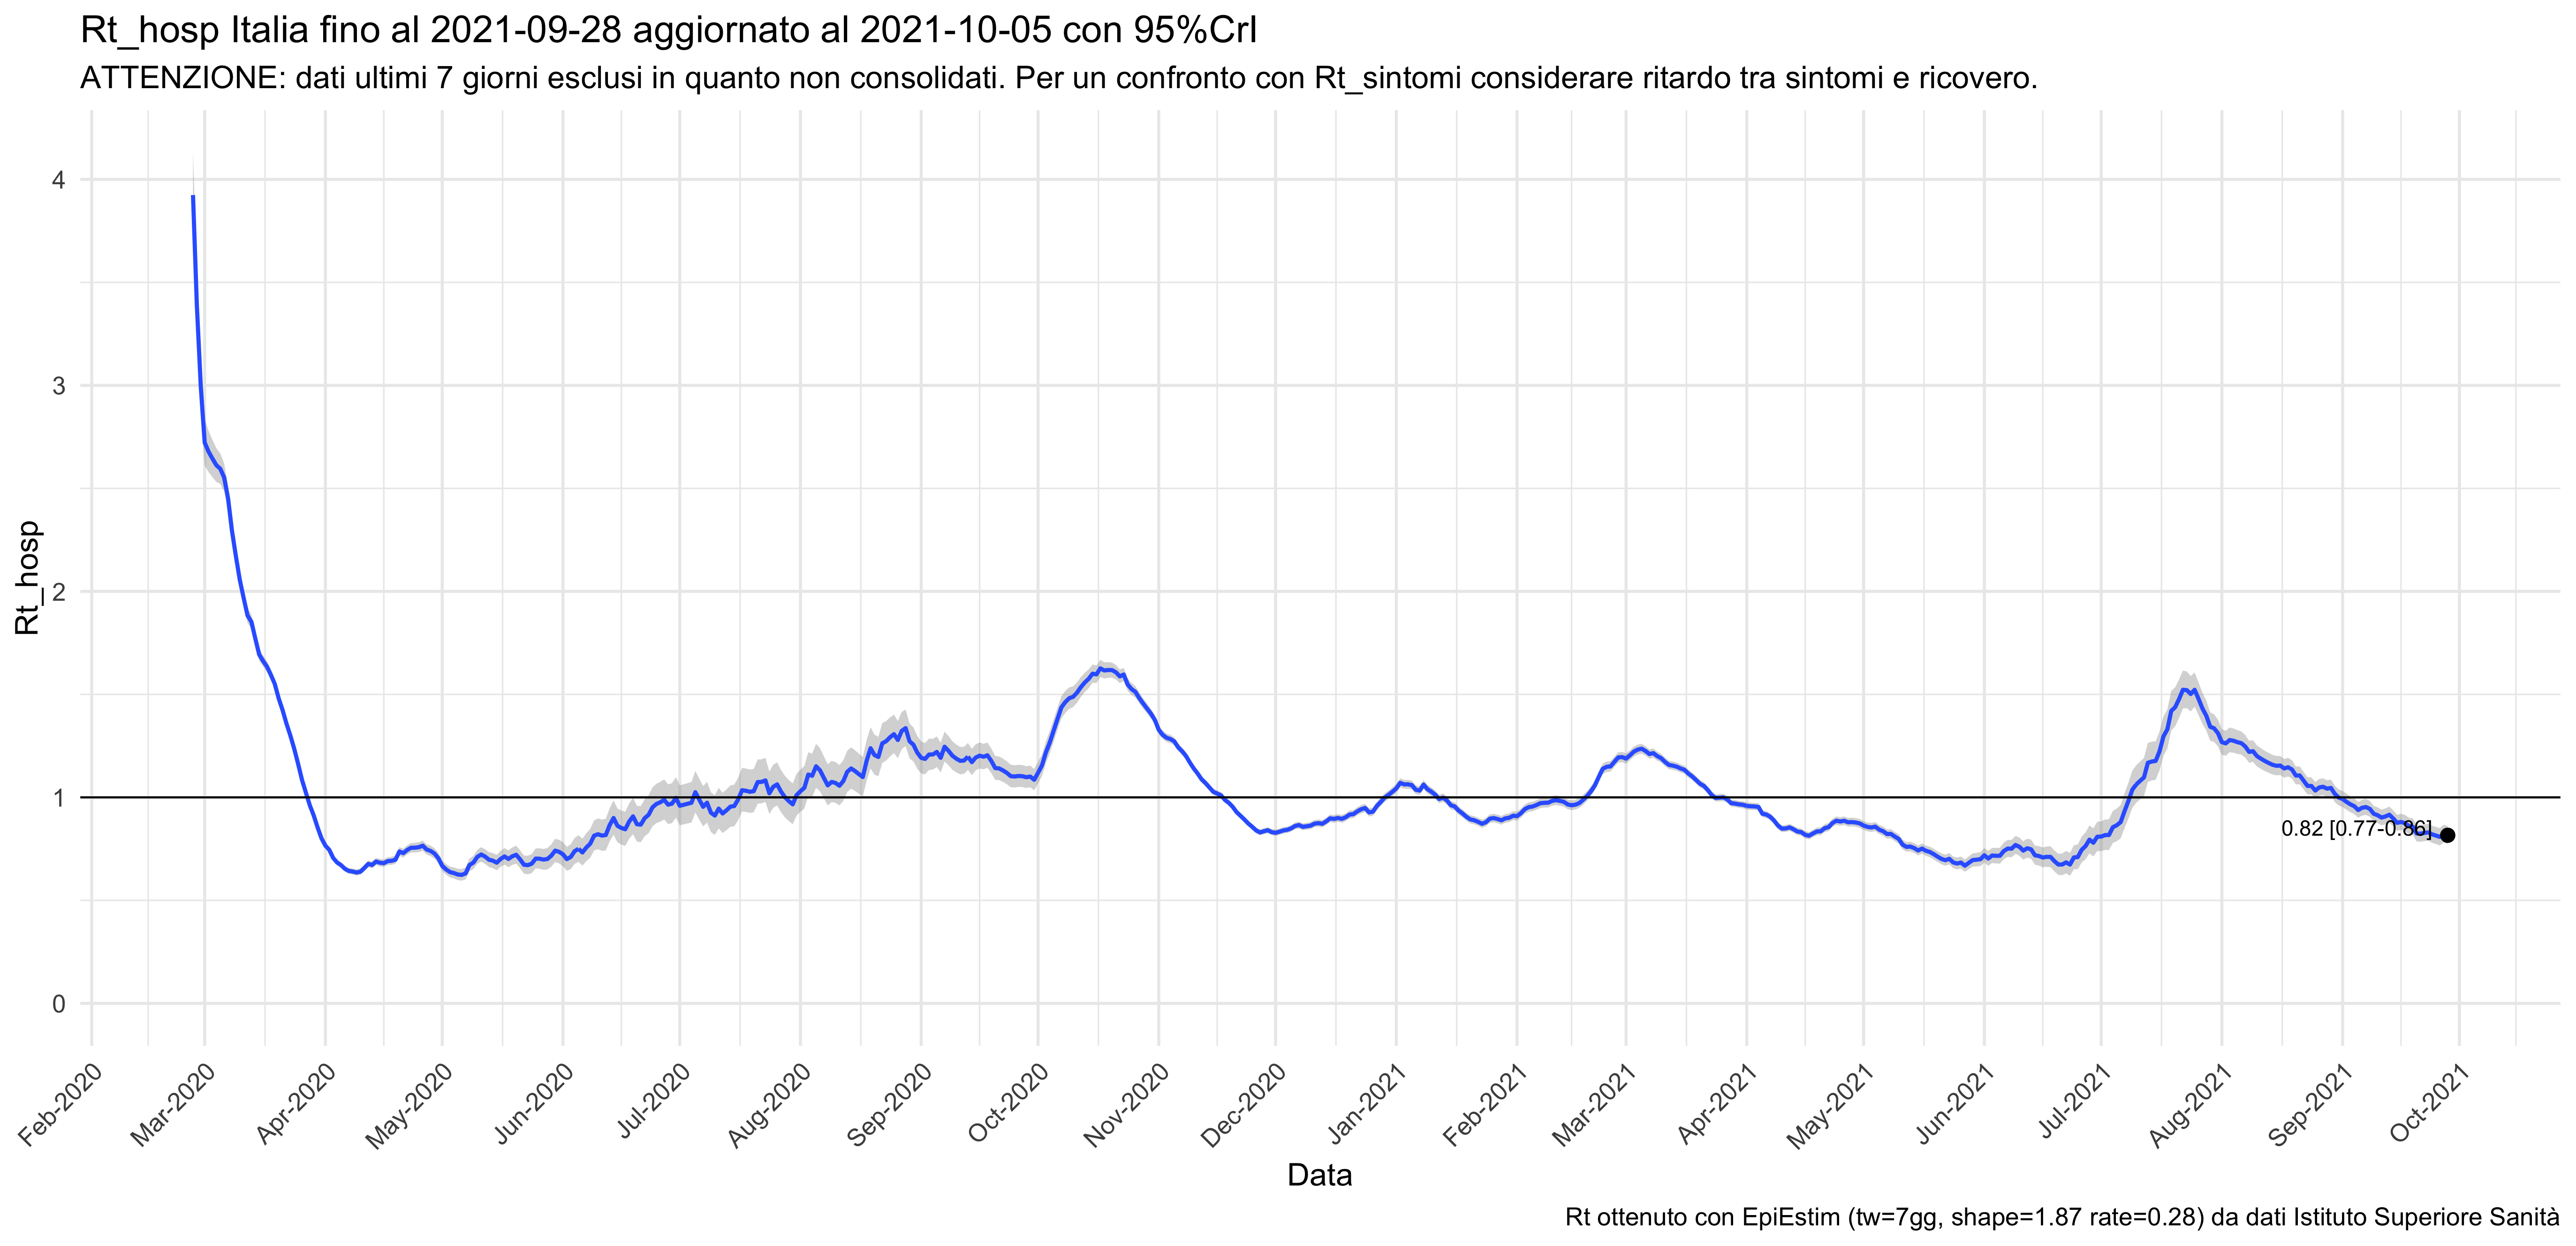 Rt_hosp Italia fino al 2021-09-28 aggiornato al 2021-10-05 con 95%CrI
ATTENZIONE: dati ultimi 7 giorni esclusi in quanto non consolidati. Per un confronto con Rt_sintomi considerare ritardo tra sintomi e ricovero.
4
3
2
1
0
Rt_hosp
0.82 [0.77-0.86]
Feb-2020
Mar-2020
Apr-2020
May-2020
Jun-2020
Jul-2020
Aug-2020
Sep-2020
Oct-2020
Nov-2020
Dec-2020
Jan-2021
Feb-2021
Mar-2021
Apr-2021
May-2021
Jun-2021
Jul-2021
Aug-2021
Sep-2021
Oct-2021
Data
Rt ottenuto con EpiEstim (tw=7gg, shape=1.87 rate=0.28) da dati Istituto Superiore Sanità